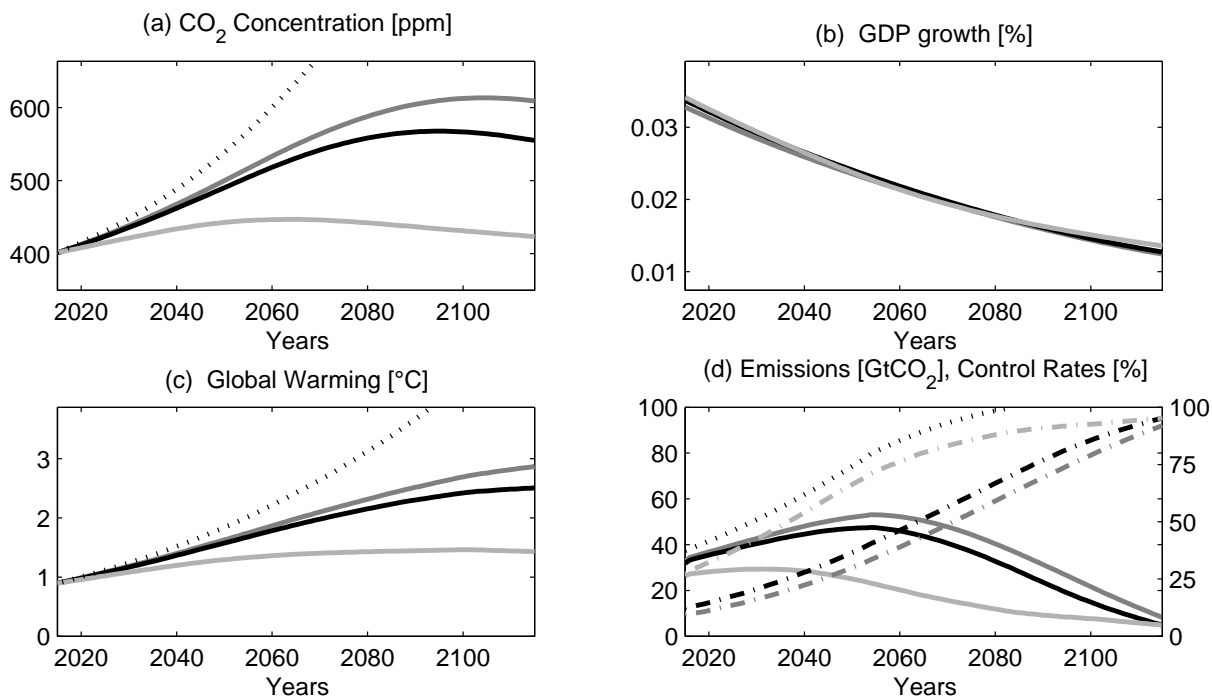 (a) CO2 Concentration [ppm]
600
500
400
2020 2040 2060 2080 2100
Years
(b) GDP growth [%]
0.03
0.02
0.01
2020 2040 2060 2080 2100
Years
(c) Global Warming [°C]
3
2
1
0
2020 2040 2060 2080 2100
Years
(d) Emissions [GtCO2], Control Rates [%]
100 100
80
75
60
50
40
25
20
0 0
2020 2040 2060 2080 2100
Years